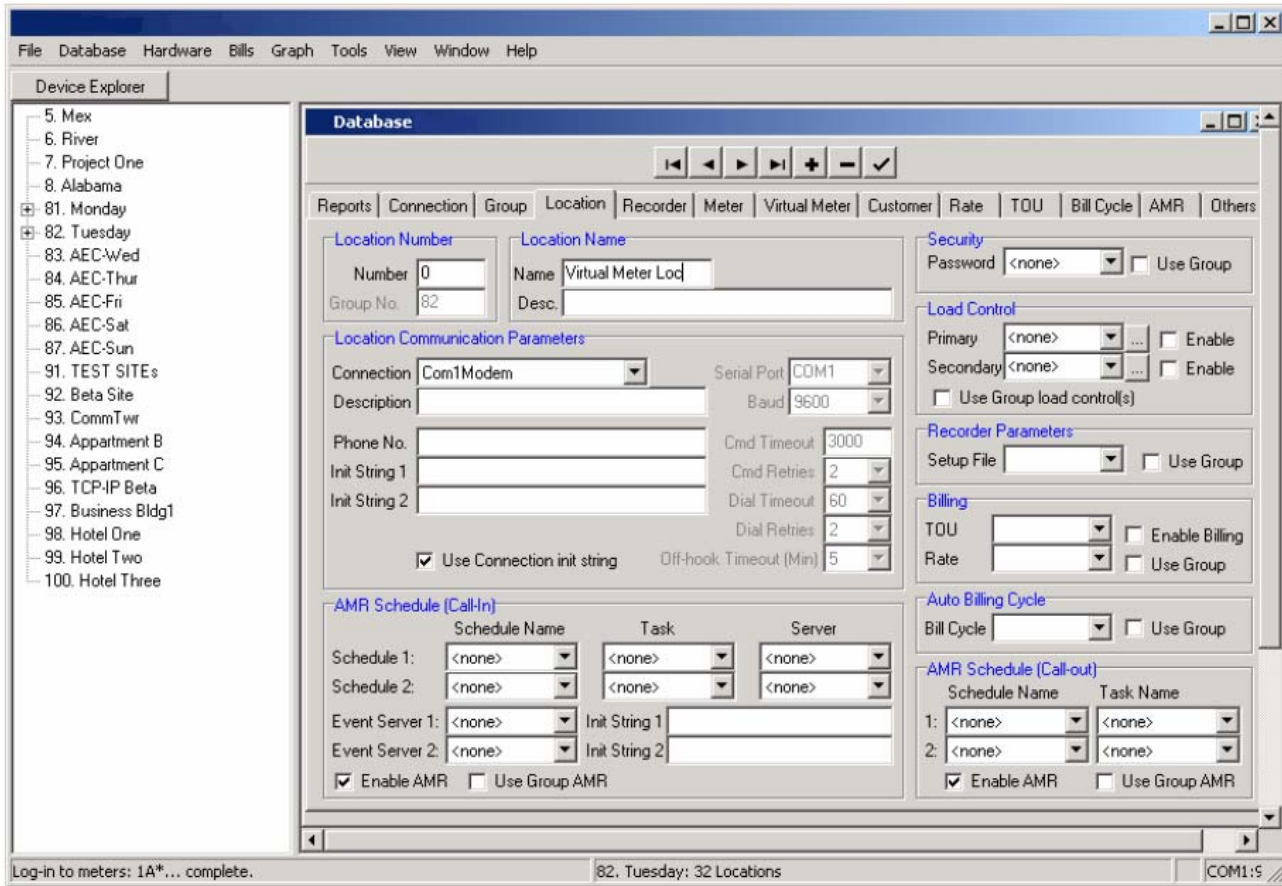 File Database Hardware Bills Graph Tools View Window Help
Device Explorer
5. Mex
6. River
7. Project One
8. Alabama
81. Monday
82. Tuesday
83. AEC-Wed
84. AEC-Thur
85. AEC-Fri
86. AEC-Sat
87. AEC-Sun
91. TEST SITEs
92. Beta Site
93. CommTwr
94. Appartment B
95. Appartment C
96. TCP-IP Beta
97. Business Bldg1
98. Hotel One
99. Hotel Two
100. Hotel Three
Database
Reports Connection Group Location Recorder Meter Virtual Meter Customer Rate TOU Bill Cycle AMR Others
Location Number
Number 0
Group No. 82
Location Name
Name Virtual Meter Loc
Desc.
Location Communication Parameters
Connection Com1Modem Serial Port COM1
Description Baud 9600
Phone No. Cmd Timeout 3000
Init String 1 Cmd Retries 2
Init String 2 Dial Timeout 60
Dial Retries 2
Use Connection init string Off-hook Timeout (Min) 5
AMR Schedule (Call-In)
Schedule Name Task Server
Schedule 1: <none> <none> <none>
Schedule 2: <none> <none> <none>
Event Server 1: <none> Init String 1
Event Server 2: <none> Init String 2
Enable AMR Use Group AMR
Security
Password <none> Use Group
Load Control
Primary <none> ... Enable
Secondary <none> ... Enable
Use Group load control(s)
Recorder Parameters
Setup File Use Group
Billing
TOU Enable Billing
Rate Use Group
Auto Billing Cycle
Bill Cycle Use Group
AMR Schedule (Call-out)
Schedule Name Task Name
1: <none> <none>
2: <none> <none>
Enable AMR Use Group AMR
Log-in to meters: 1A*... complete. 82. Tuesday: 32 Locations COM1:9